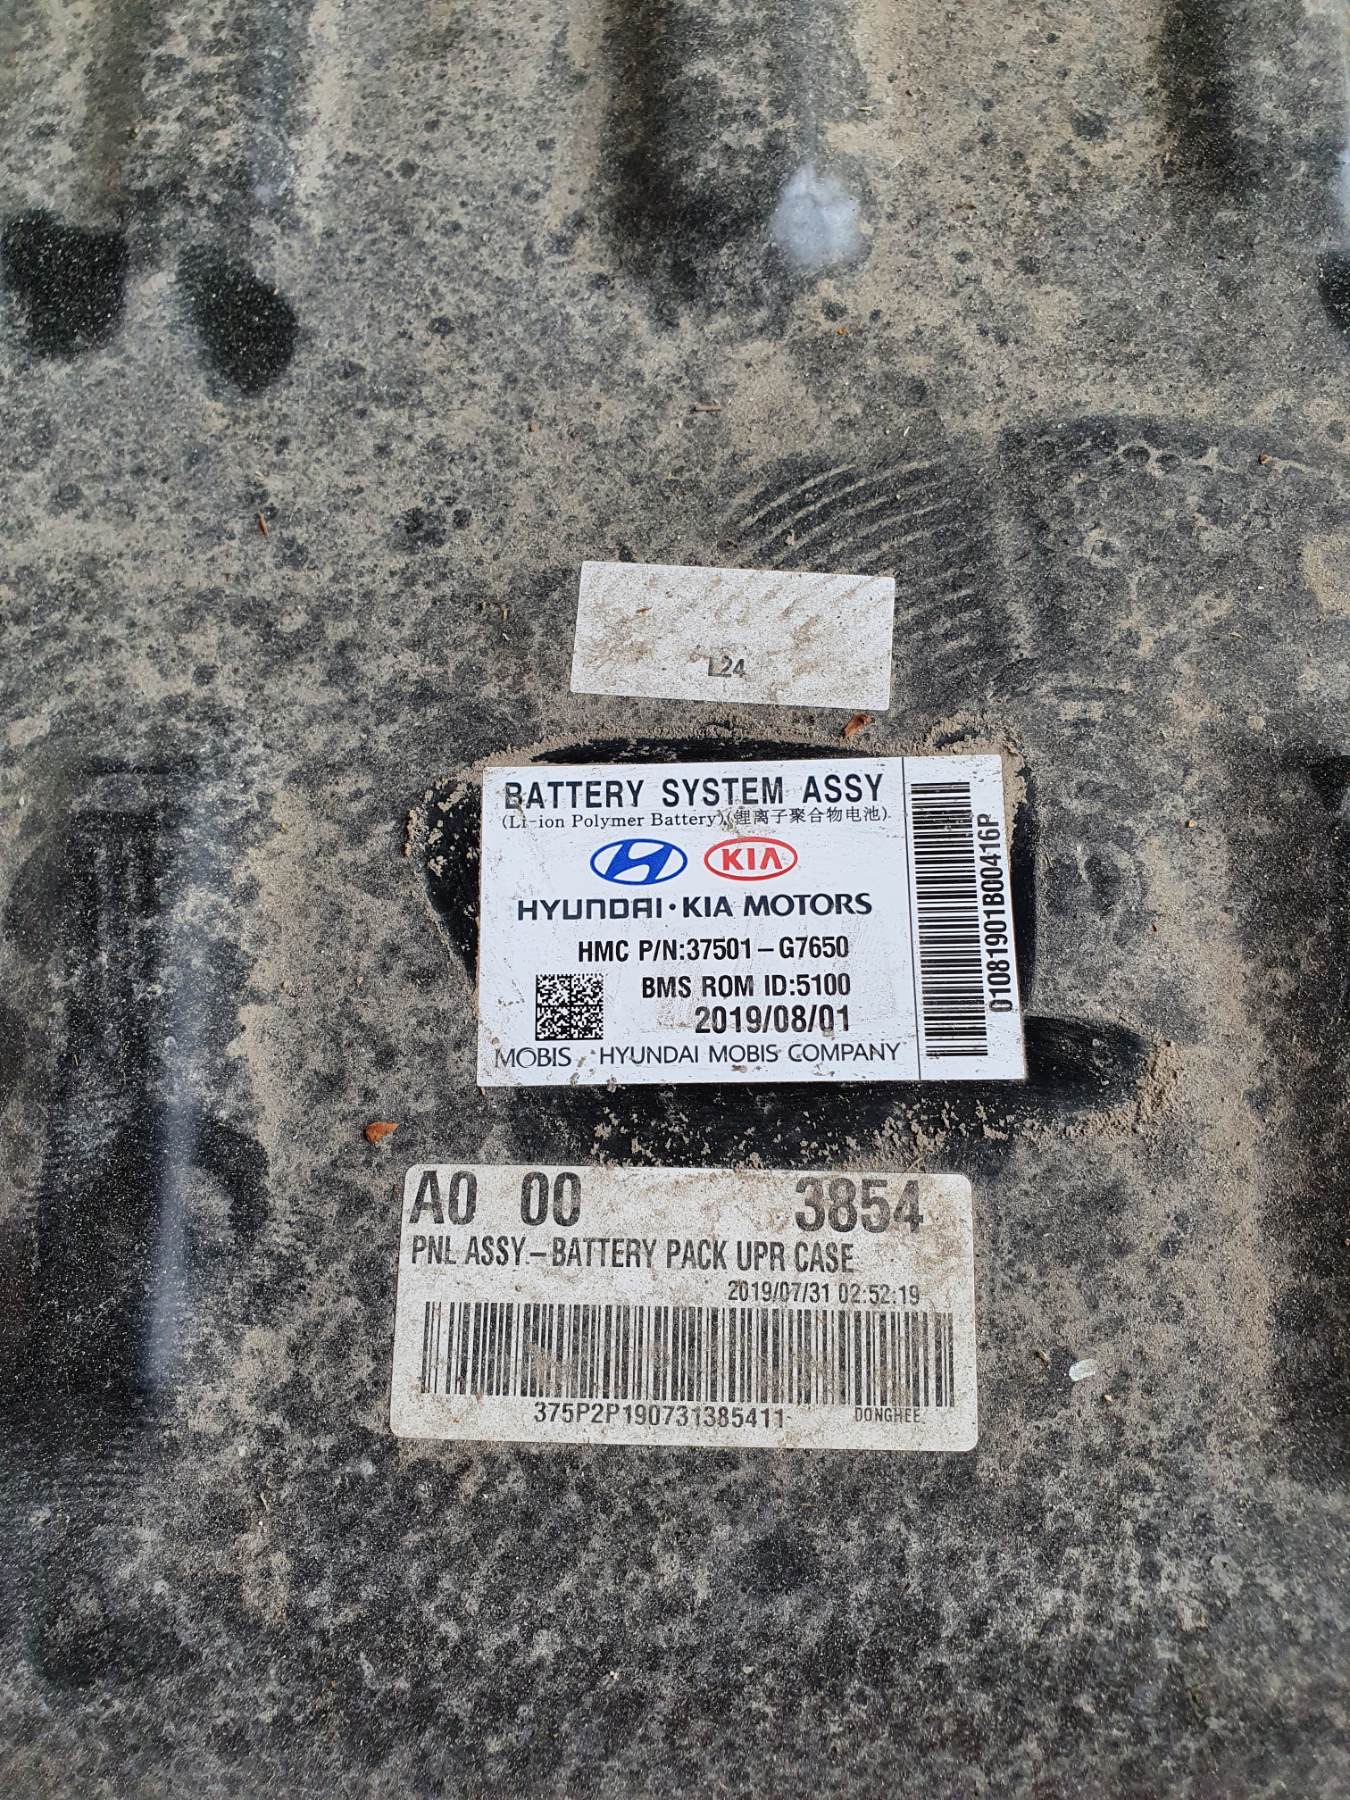 L24
BATTERY SYSTEM ASSY
(Li-ion Polymer Battery),(锂离子聚合物电池).
KIA
HYUNDAI·KIA MOTORS
HMC P/N:37501-G7650
BMS ROM ID:5100
2019/08/01
MOBIS HYUNDAI MOBIS COMPANY
01081901B00416P
A0 00 3854
PNL ASSY.-BATTERY PACK UPR CASE
2019/07/31 02:52:19
375P2P190731385411
DONGHEE.